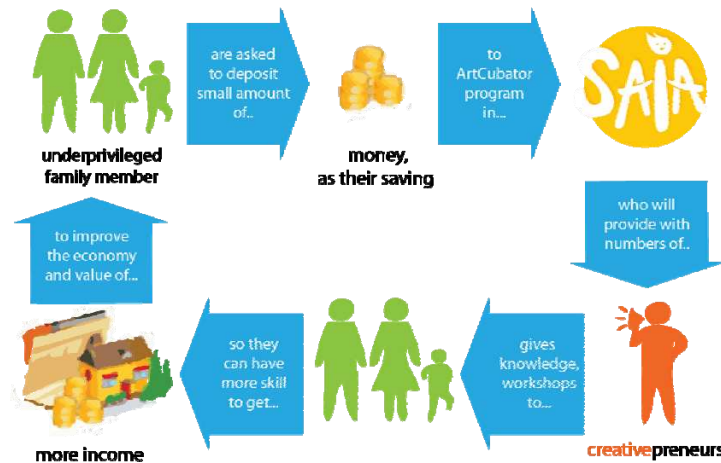 are asked
to deposit
small amount
of..
to
ArtCubator
program
in...
SAIA
underprivileged
family member
money,
as their saving
who will
provide with
numbers of..
to improve
the economy
and value of...
so they
can have
more skill
to get...
gives
knowledge,
workshops
to...
more income
creativepreneurs